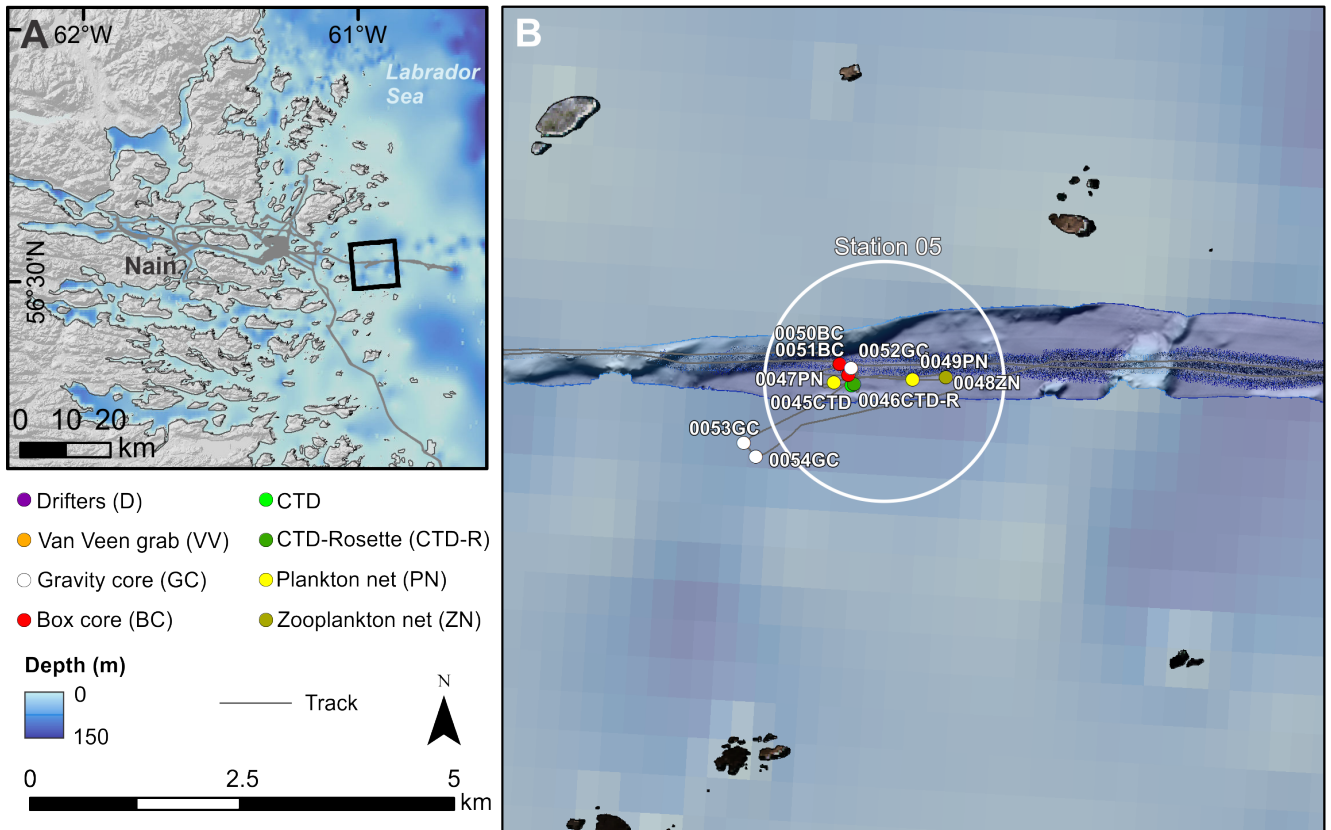 A
62°W
61°W
Labrador
Sea
56°30'N
Nain
0 10 20
km
Drifters (D)
Van Veen grab (VV)
Gravity core (GC)
Box core (BC)
CTD
CTD-Rosette (CTD-R)
Plankton net (PN)
Zooplankton net (ZN)
Depth (m)
0
150
Track
N
0 2.5 5
km
B
Station 05
0050BC
0051BC
0052GC
0049PN
0047PN
0048ZN
0045CTD
0046CTD-R
0053GC
0054GC